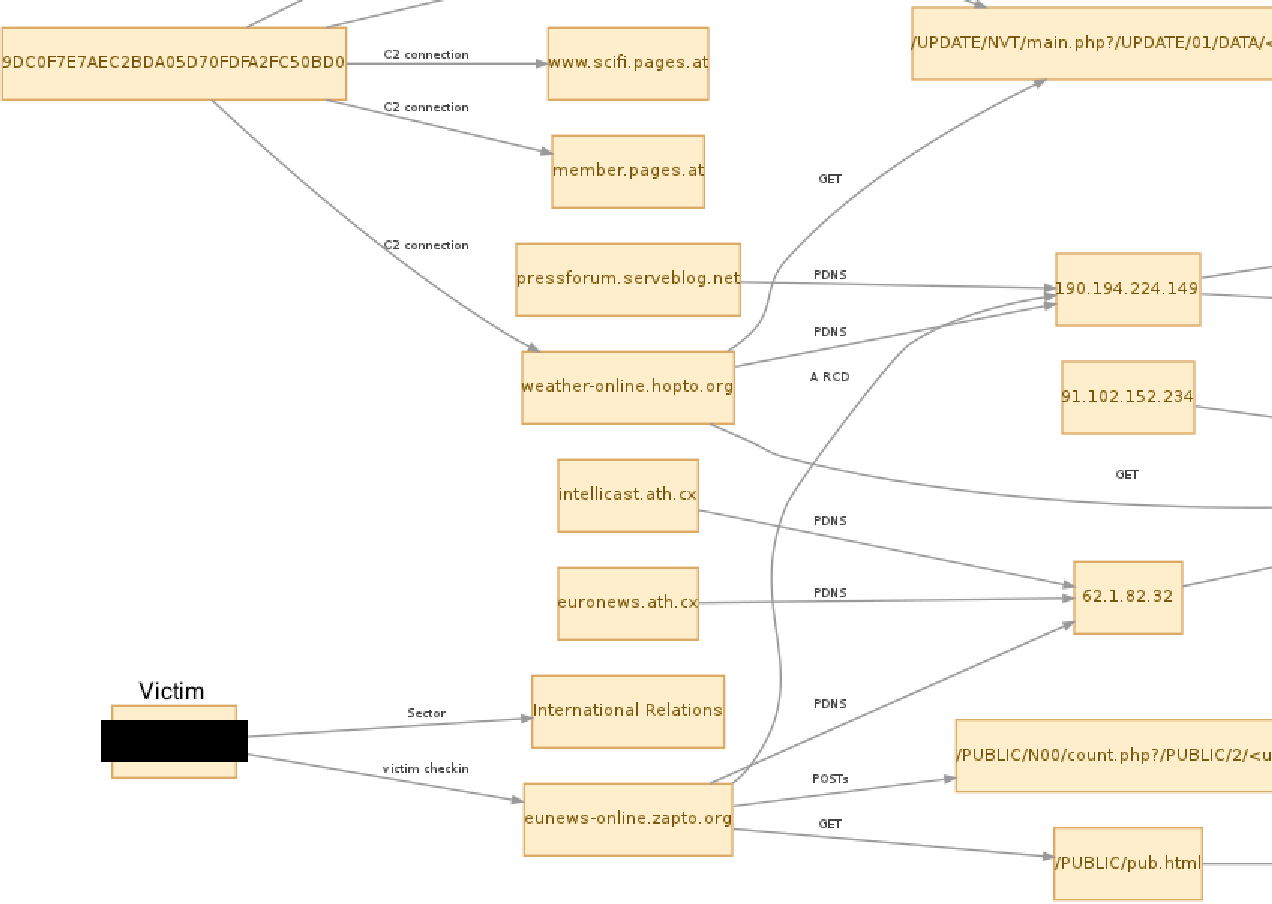 9DC0F7E7AEC2BDA05D70FDFA2FC50BD0
C2 connection
www.scifi.pages.at
/UPDATE/NVT/main.php?/UPDATE/01/DATA/<
C2 connection
member.pages.at
GET
C2 connection
pressforum.serveblog.net
PDNS
190.194.224.149
PDNS
weather-online.hopto.org
A RCD
91.102.152.234
GET
intellicast.ath.cx
PDNS
euronews.ath.cx
PDNS
62.1.82.32
Victim
Sector
International Relations
PDNS
victim checkin
/PUBLIC/N00/count.php?/PUBLIC/2/<u
POSTs
eunews-online.zapto.org
GET
/PUBLIC/pub.html